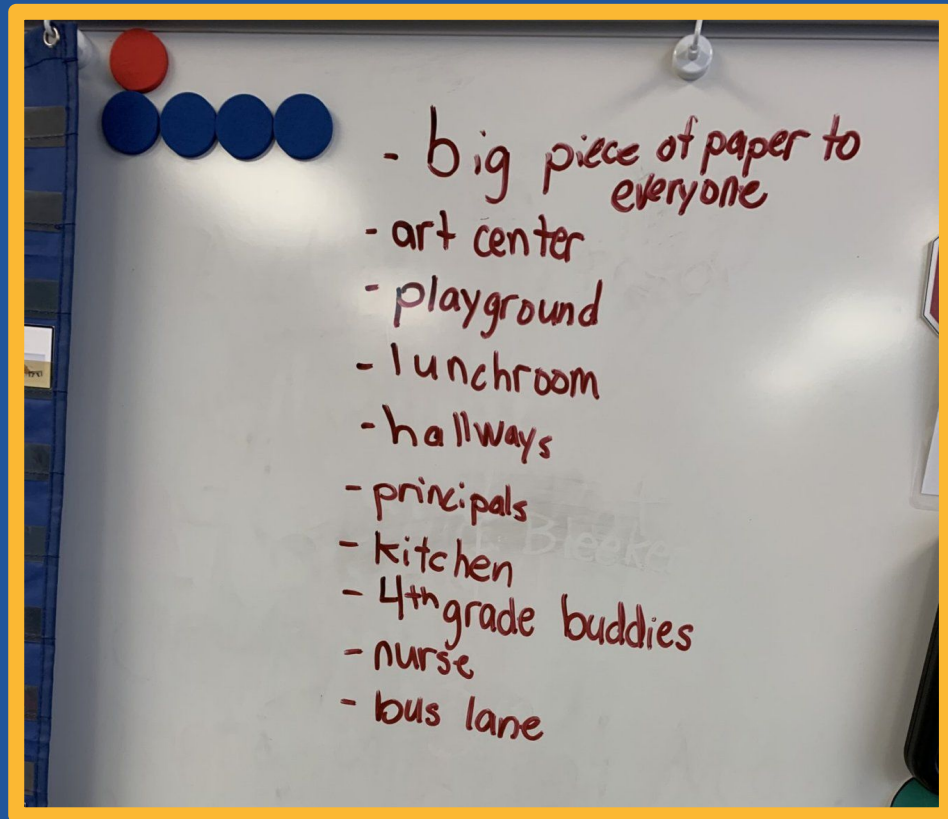 - big piece of paper to
everyone
- art center
- playground
- lunchroom
- hallways
- principals
- kitchen
- 4th grade buddies
- nurse
- bus lane